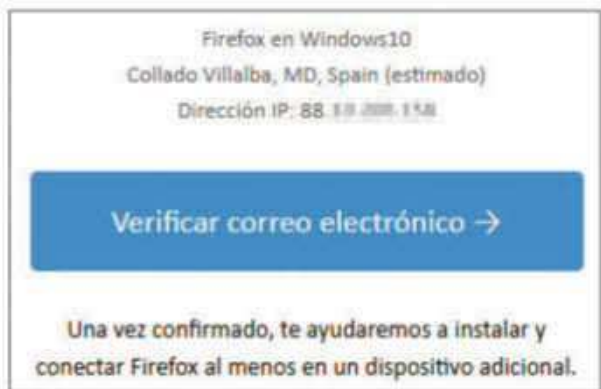 Firefox en Windows10
Collado Villalba, MD, Spain (estimado)
Dirección IP: 88
Verificar correo electrónico →
Una vez confirmado, te ayudaremos a instalar y
conectar Firefox al menos en un dispositivo adicional.